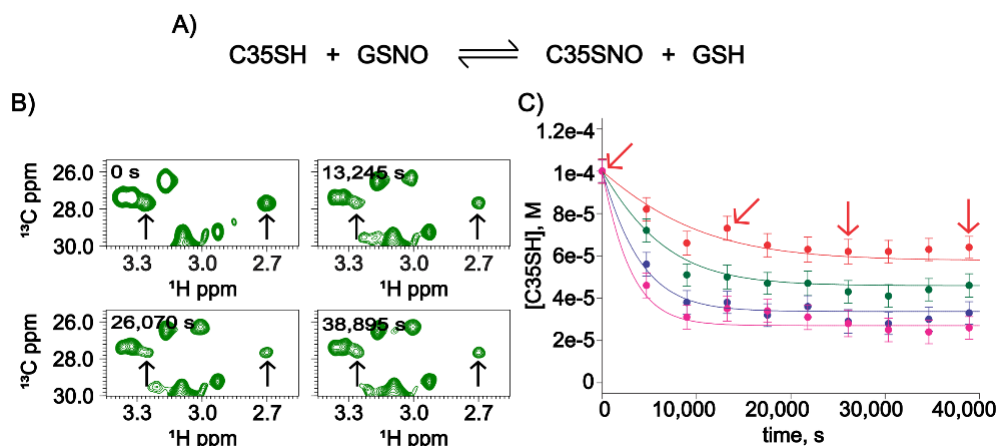 A)
C35SH + GSNO ⇌ C35SNO + GSH
B)
0 s
13,245 s
26.0
28.0
30.0
¹³C ppm
3.3 3.0 2.7
3.3 3.0 2.7
¹H ppm
¹H ppm
26,070 s
38,895 s
26.0
28.0
30.0
¹³C ppm
3.3 3.0 2.7
3.3 3.0 2.7
¹H ppm
¹H ppm
C)
1.2e-4
1e-4
8e-5
6e-5
4e-5
2e-5
0
[C35SH], M
0 10,000 20,000 30,000 40,000
time, s